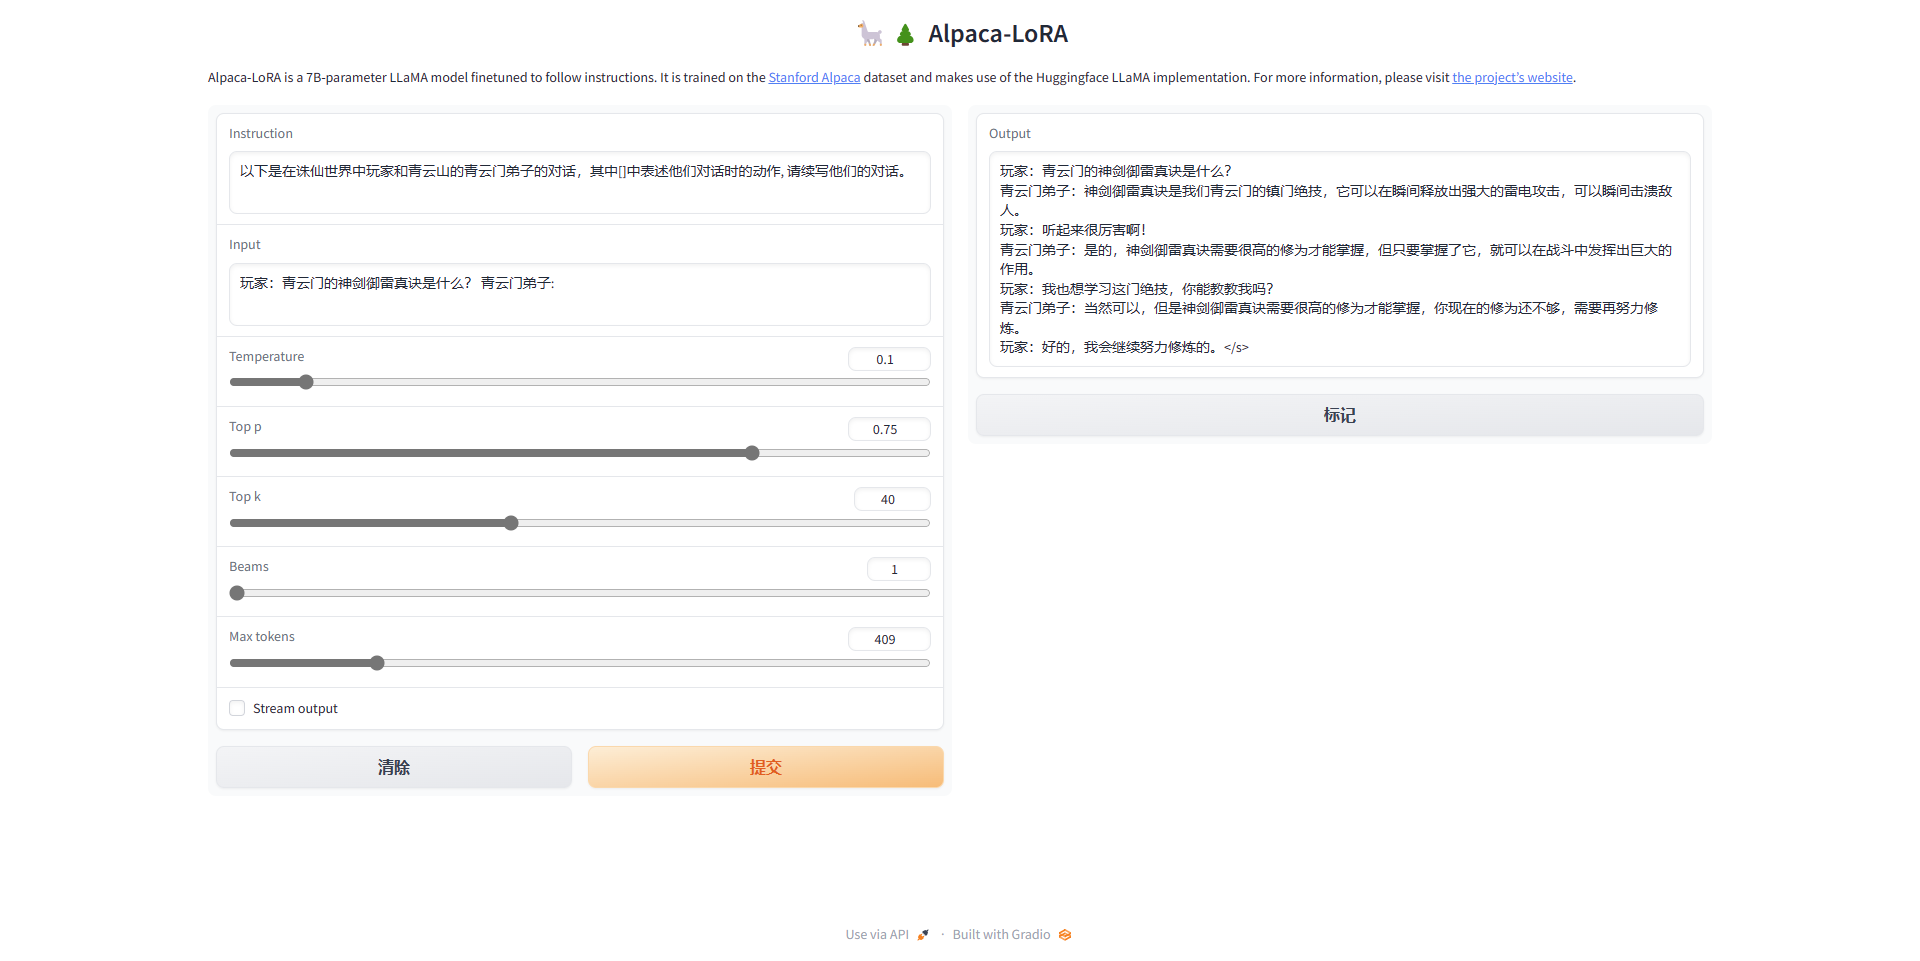 Alpaca-LoRA
Alpaca-LoRA is a 7B-parameter LLaMA model finetuned to follow instructions. It is trained on the Stanford Alpaca dataset and makes use of the Huggingface LLaMA implementation. For more information, please visit the project's website.
Instruction
以下是在诛仙世界中玩家和青云山的青云门弟子的对话，其中[]中表述他们对话时的动作, 请续写他们的对话。
Input
玩家：青云门的神剑御雷真诀是什么？ 青云门弟子:
Temperature
0.1
Top p
0.75
Top k
40
Beams
1
Max tokens
409
Stream output
清除
提交
Output
玩家：青云门的神剑御雷真诀是什么？
青云门弟子：神剑御雷真诀是我们青云门的镇门绝技，它可以在瞬间释放出强大的雷电攻击，可以瞬间击溃敌
人。
玩家：听起来很厉害啊！
青云门弟子：是的，神剑御雷真诀需要很高的修为才能掌握，但只要掌握了它，就可以在战斗中发挥出巨大的
作用。
玩家：我也想学习这门绝技，你能教教我吗？
青云门弟子：当然可以，但是神剑御雷真诀需要很高的修为才能掌握，你现在的修为还不够，需要再努力修
炼。
玩家：好的，我会继续努力修炼的。</s>
标记
Use via API · Built with Gradio